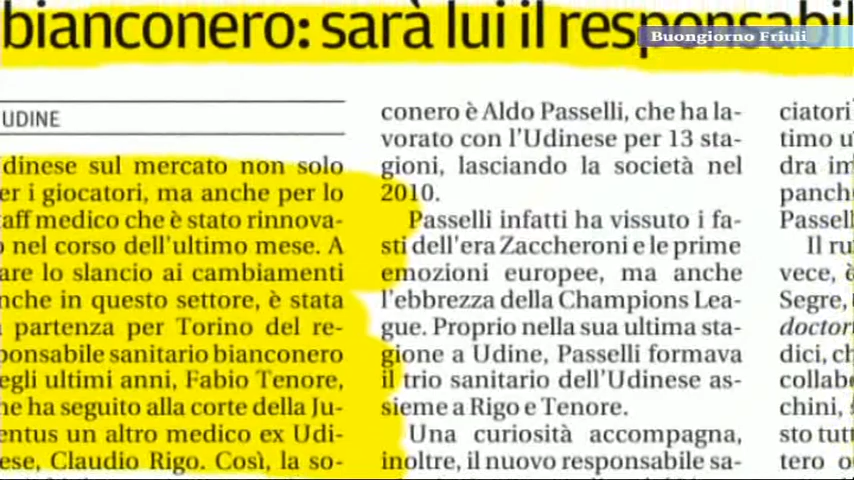 bianconero: sarà lui il responsabil
Buongiorno Friuli
UDINE
dinese sul mercato non solo
er i giocatori, ma anche per lo
aff medico che è stato rinnova-
o nel corso dell'ultimo mese. A
are lo slancio ai cambiamenti
nche in questo settore, è stata
a partenza per Torino del re-
ponsabile sanitario bianconero
egli ultimi anni, Fabio Tenore,
he ha seguito alla corte della Ju-
entus un altro medico ex Udi-
ese, Claudio Rigo. Così, la so-
conero è Aldo Passelli, che ha la-
vorato con l'Udinese per 13 sta-
gioni, lasciando la società nel
2010.
Passelli infatti ha vissuto i fa-
sti dell'era Zaccheroni e le prime
emozioni europee, ma anche
l'ebbrezza della Champions Lea-
gue. Proprio nella sua ultima sta-
gione a Udine, Passelli formava
il trio sanitario dell'Udinese as-
sieme a Rigo e Tenore.
Una curiosità accompagna,
inoltre, il nuovo responsabile sa-
ciatori
timo u
dra im
panch
Passell
Il ru
vece, è
Segre,
dottor
dici, ch
collabo
chini, s
sto tutt
tero o